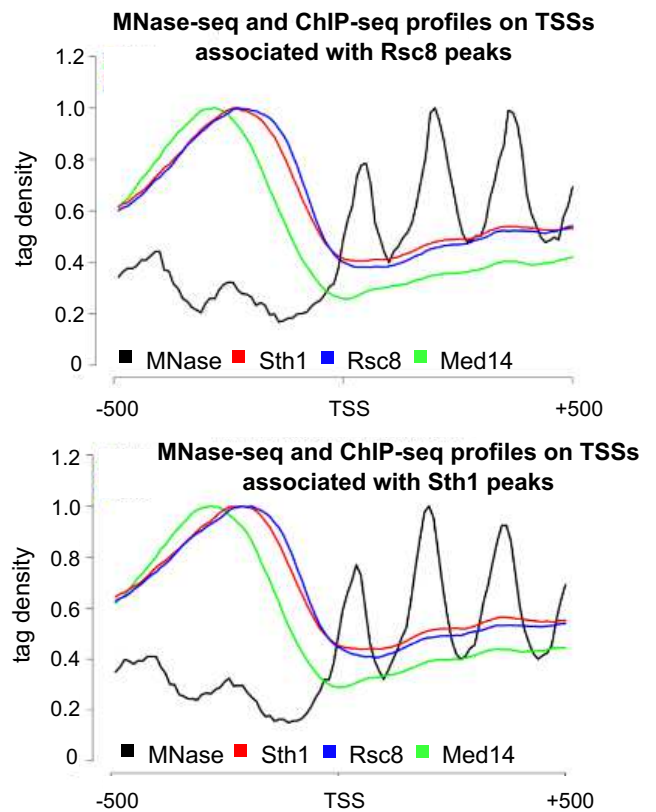 MNase-seq and ChIP-seq profiles on TSSs
associated with Rsc8 peaks
1.2
1.0
0.8
0.6
0.4
0.2
0
tag density
MNase Sth1 Rsc8 Med14
-500 TSS +500
MNase-seq and ChIP-seq profiles on TSSs
associated with Sth1 peaks
1.2
1.0
0.8
0.6
0.4
0.2
0
tag density
MNase Sth1 Rsc8 Med14
-500 TSS +500